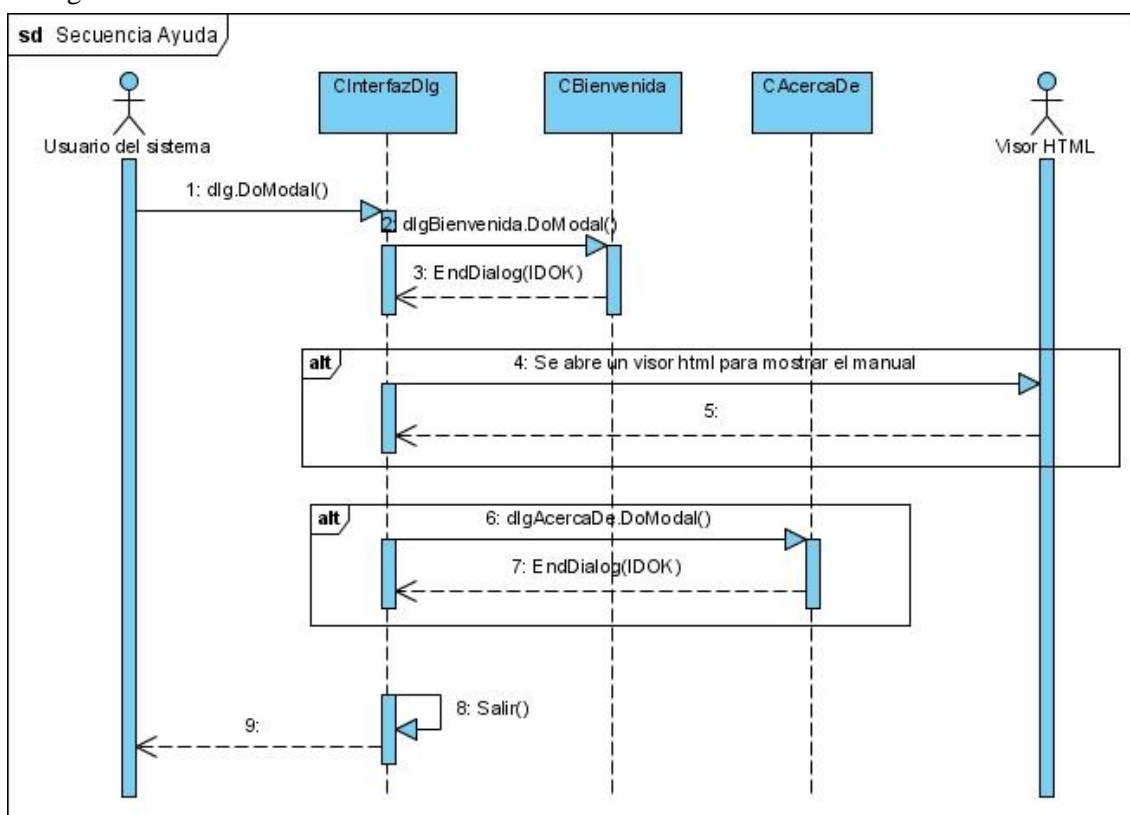 sd Secuencia Ayuda
CInterfazDlg
CBienvenida
CAcercaDe
Usuario del sistema
Visor HTML
1: dlg.DoModal()
2: dlgBienvenida.DoModal()
3: EndDialog(IDOK)
alt
4: Se abre un visor html para mostrar el manual
5:
alt
6: dlgAcercaDe.DoModal()
7: EndDialog(IDOK)
8: Salir()
9: